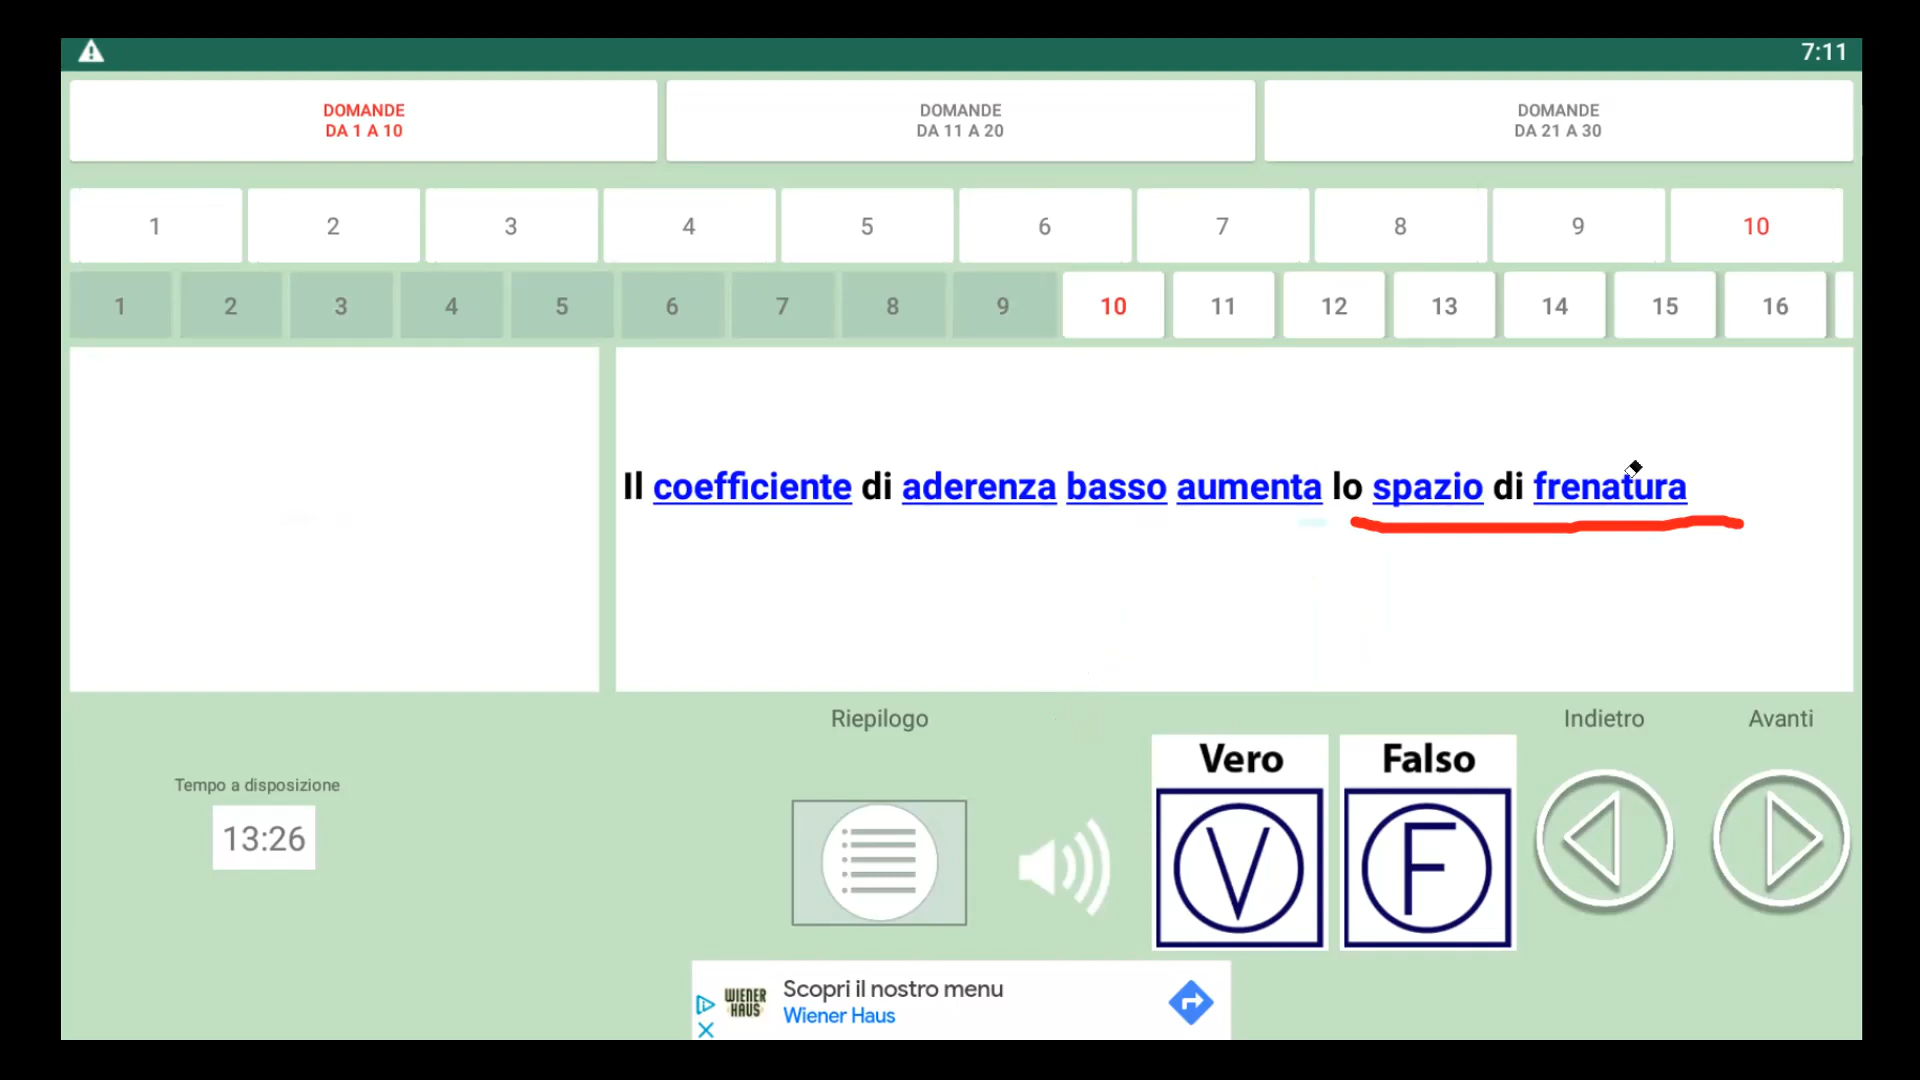 7:11
DOMANDE
DA 1 A 10
DOMANDE
DA 11 A 20
DOMANDE
DA 21 A 30
1 2 3 4 5 6 7 8 9 10
1 2 3 4 5 6 7 8 9 10 11 12 13 14 15 16
Il coefficiente di aderenza basso aumenta lo spazio di frenatura
Riepilogo
Indietro
Avanti
Vero
Falso
V
F
Tempo a disposizione
13:26
WIENER
HAUS
Scopri il nostro menu
Wiener Haus